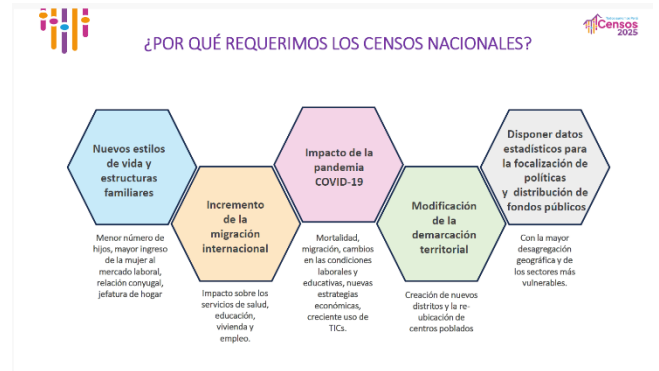 ¿POR QUÉ REQUERIMOS LOS CENSOS NACIONALES?
Censos
2025
Nuevos estilos
de vida y
estructuras
familiares
Menor número de
hijos, mayor ingreso
de la mujer al
mercado laboral,
relación conyugal,
jefatura de hogar
Incremento
de la
migración
internacional
Impacto sobre los
servicios de salud,
educación,
vivienda y
empleo.
Impacto de la
pandemia
COVID-19
Mortalidad,
migración, cambios
en las condiciones
laborales y
educativas, nuevas
estrategias
económicas,
creciente uso de
TICs.
Modificación
de la
demarcación
territorial
Creación de nuevos
distritos y la re-
ubicación de
centros poblados
Disponer datos
estadísticos para
la focalización de
políticas
y distribución de
fondos públicos
Con la mayor
desagregación
geográfica y de
los sectores más
vulnerables.